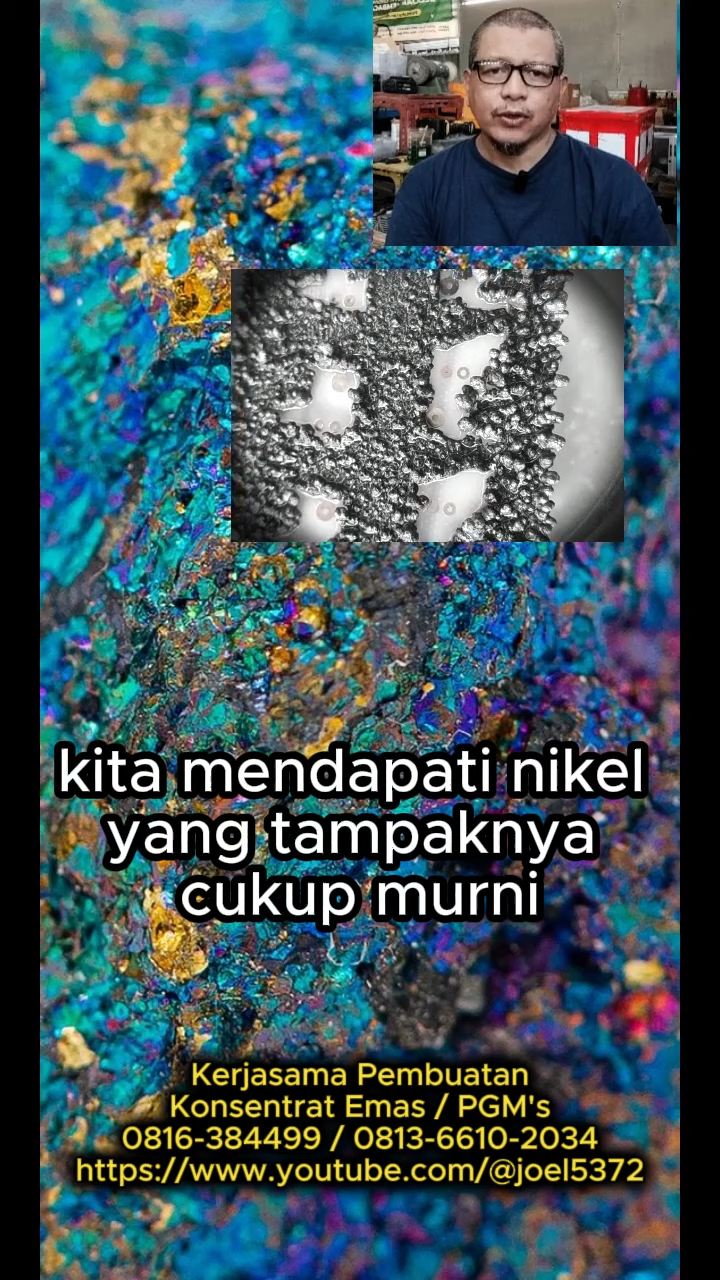 kita mendapati nikel
yang tampaknya
cukup murni
Kerjasama Pembuatan
Konsentrat Emas / PGM's
0816-384499 / 0813-6610-2034
https://www.youtube.com/@joel5372